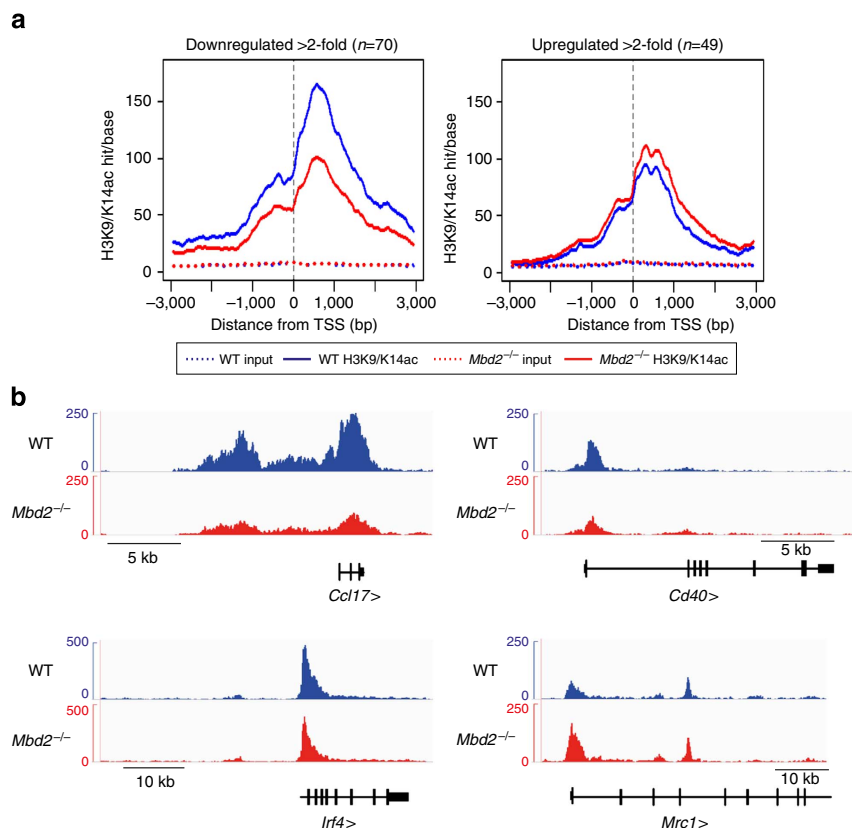 a
Downregulated >2-fold (n=70)
Upregulated >2-fold (n=49)
H3K9/K14ac hit/base
150
100
50
0
–3,000 –1,000 0 1,000 3,000
Distance from TSS (bp)
H3K9/K14ac hit/base
150
100
50
0
–3,000 –1,000 0 1,000 3,000
Distance from TSS (bp)
WT input WT H3K9/K14ac Mbd2–/– input Mbd2–/– H3K9/K14ac
b
250
WT
0
250
Mbd2–/–
0
5 kb
Ccl17>
250
WT
0
250
Mbd2–/–
0
5 kb
Cd40>
500
WT
0
500
Mbd2–/–
0
10 kb
Irf4>
250
WT
0
250
Mbd2–/–
0
10 kb
Mrc1>